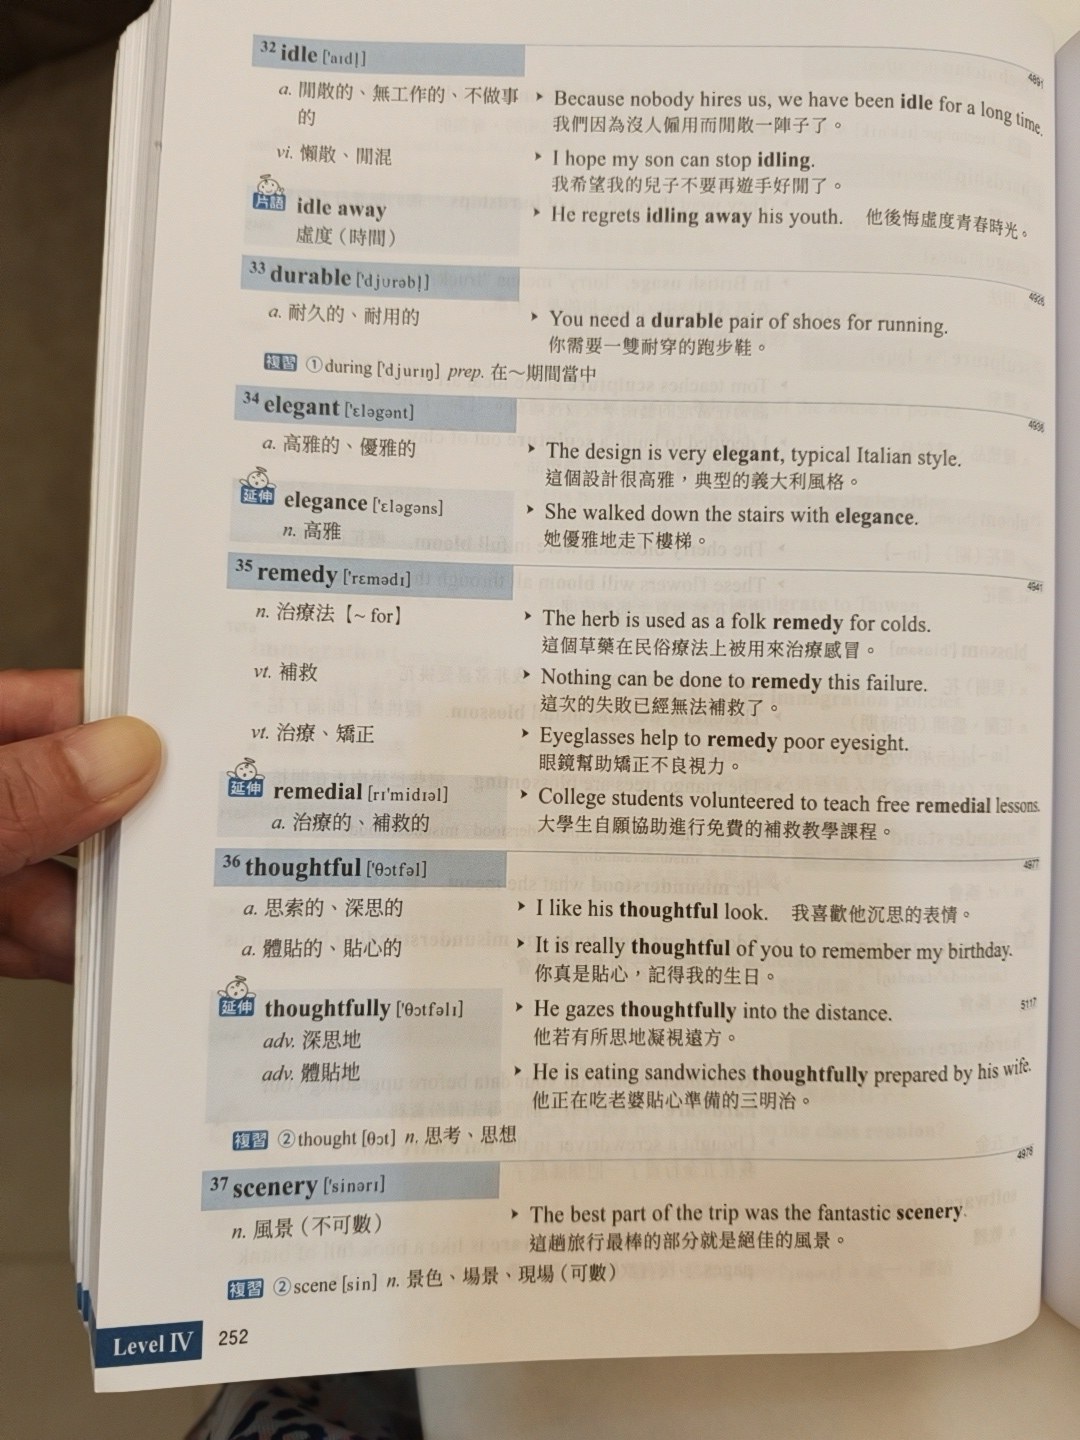 32 idle [ˋaɪdl̩]
4891
a. 閒散的、無工作的、不做事
的
Because nobody hires us, we have been idle for a long time.
我們因為沒人僱用而閒散一陣子了。
vi. 懶散、閒混
I hope my son can stop idling.
我希望我的兒子不要再遊手好閒了。
片語 idle away
虛度（時間）
He regrets idling away his youth. 他後悔虛度青春時光。
33 durable [ˋdjʊrəbl̩]
4926
a. 耐久的、耐用的
You need a durable pair of shoes for running.
你需要一雙耐穿的跑步鞋。
複習 ①during [ˋdjʊrɪŋ] prep. 在～期間當中
34 elegant [ˋɛləgənt]
4936
a. 高雅的、優雅的
The design is very elegant, typical Italian style.
這個設計很高雅，典型的義大利風格。
延伸 elegance [ˋɛləgəns]
n. 高雅
She walked down the stairs with elegance.
她優雅地走下樓梯。
35 remedy [ˋrɛmədɪ]
4941
n. 治療法【~ for】
The herb is used as a folk remedy for colds.
這個草藥在民俗療法上被用來治療感冒。
vt. 補救
Nothing can be done to remedy this failure.
這次的失敗已經無法補救了。
vt. 治療、矯正
Eyeglasses help to remedy poor eyesight.
眼鏡幫助矯正不良視力。
延伸 remedial [rɪˋmidɪəl]
a. 治療的、補救的
College students volunteered to teach free remedial lessons.
大學生自願協助進行免費的補救教學課程。
36 thoughtful [ˋθɔtfəl]
4977
a. 思索的、深思的
I like his thoughtful look. 我喜歡他沉思的表情。
a. 體貼的、貼心的
It is really thoughtful of you to remember my birthday.
你真是貼心，記得我的生日。
延伸 thoughtfully [ˋθɔtfəlɪ]
5117
adv. 深思地
He gazes thoughtfully into the distance.
他若有所思地凝視遠方。
adv. 體貼地
He is eating sandwiches thoughtfully prepared by his wife.
他正在吃老婆貼心準備的三明治。
複習 ②thought [θɔt] n. 思考、思想
37 scenery [ˋsinərɪ]
4978
n. 風景（不可數）
The best part of the trip was the fantastic scenery.
這趟旅行最棒的部分就是絕佳的風景。
複習 ②scene [sin] n. 景色、場景、現場（可數）
Level IV 252